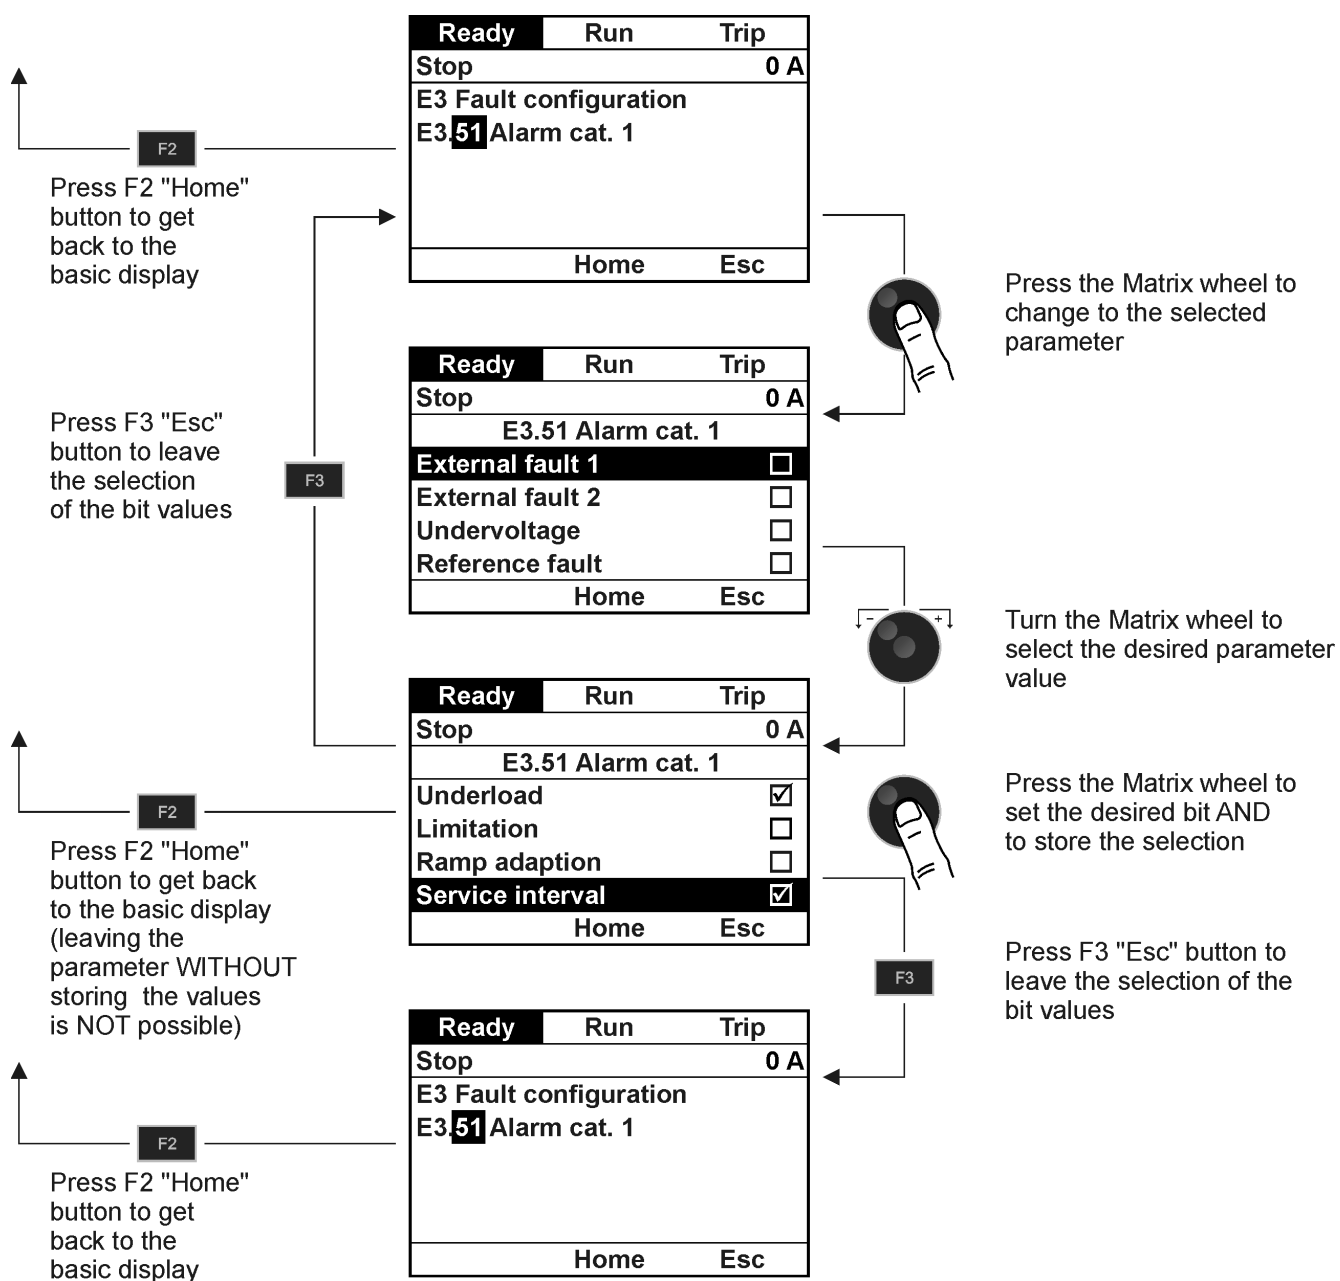 Ready Run Trip
Stop 0 A
E3 Fault configuration
E3.51 Alarm cat. 1
Home Esc
F2
Press F2 "Home"
button to get
back to the
basic display
Press the Matrix wheel to
change to the selected
parameter
Ready Run Trip
Stop 0 A
E3.51 Alarm cat. 1
External fault 1
External fault 2
Undervoltage
Reference fault
Home Esc
Press F3 "Esc"
button to leave
the selection
of the bit values
F3
- +
Turn the Matrix wheel to
select the desired parameter
value
Ready Run Trip
Stop 0 A
E3.51 Alarm cat. 1
Underload
Limitation
Ramp adaption
Service interval
Home Esc
F2
Press F2 "Home"
button to get back
to the basic display
(leaving the
parameter WITHOUT
storing the values
is NOT possible)
Press the Matrix wheel to
set the desired bit AND
to store the selection
F3
Press F3 "Esc" button to
leave the selection of the
bit values
Ready Run Trip
Stop 0 A
E3 Fault configuration
E3.51 Alarm cat. 1
Home Esc
F2
Press F2 "Home"
button to get
back to the
basic display